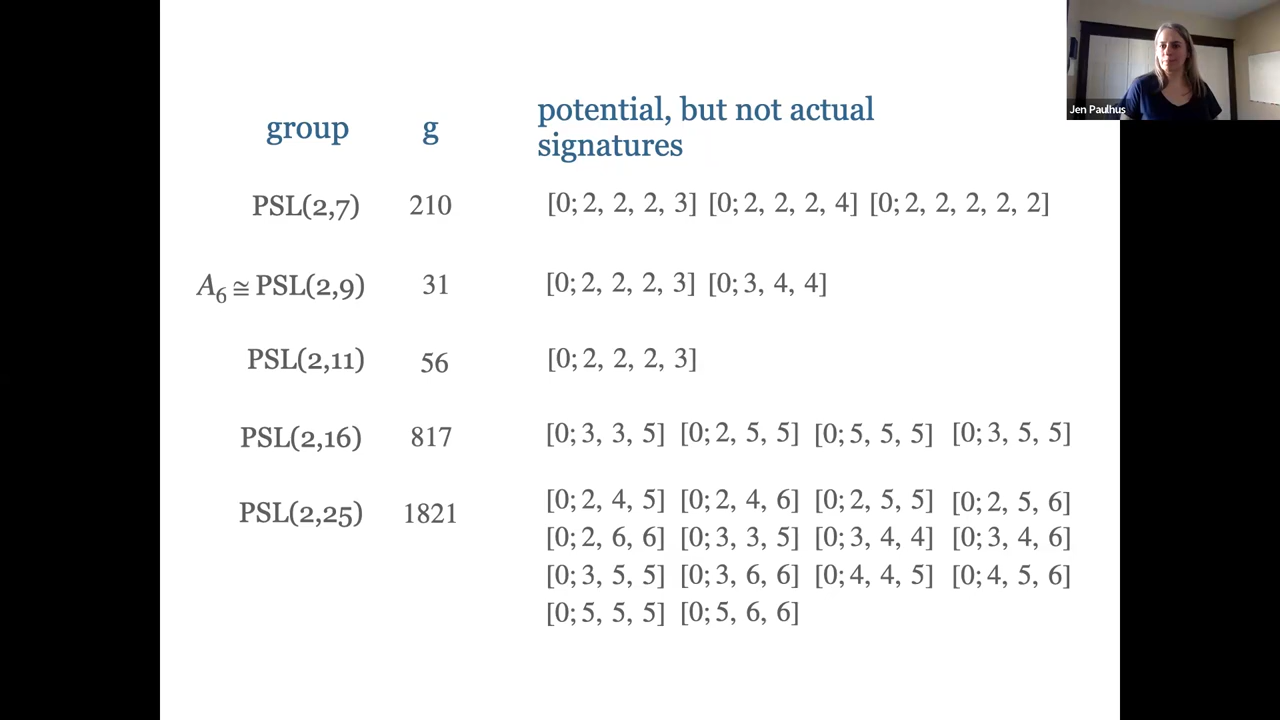 Jen Paulhus
group g potential, but not actual
signatures
PSL(2,7) 210 [0; 2, 2, 2, 3] [0; 2, 2, 2, 4] [0; 2, 2, 2, 2, 2]
A₆ ≅ PSL(2,9) 31 [0; 2, 2, 2, 3] [0; 3, 4, 4]
PSL(2,11) 56 [0; 2, 2, 2, 3]
PSL(2,16) 817 [0; 3, 3, 5] [0; 2, 5, 5] [0; 5, 5, 5] [0; 3, 5, 5]
PSL(2,25) 1821 [0; 2, 4, 5] [0; 2, 4, 6] [0; 2, 5, 5] [0; 2, 5, 6]
[0; 2, 6, 6] [0; 3, 3, 5] [0; 3, 4, 4] [0; 3, 4, 6]
[0; 3, 5, 5] [0; 3, 6, 6] [0; 4, 4, 5] [0; 4, 5, 6]
[0; 5, 5, 5] [0; 5, 6, 6]